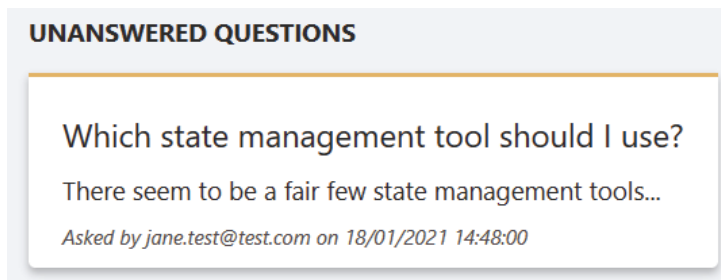 UNANSWERED QUESTIONS
Which state management tool should I use?
There seem to be a fair few state management tools...
Asked by jane.test@test.com on 18/01/2021 14:48:00